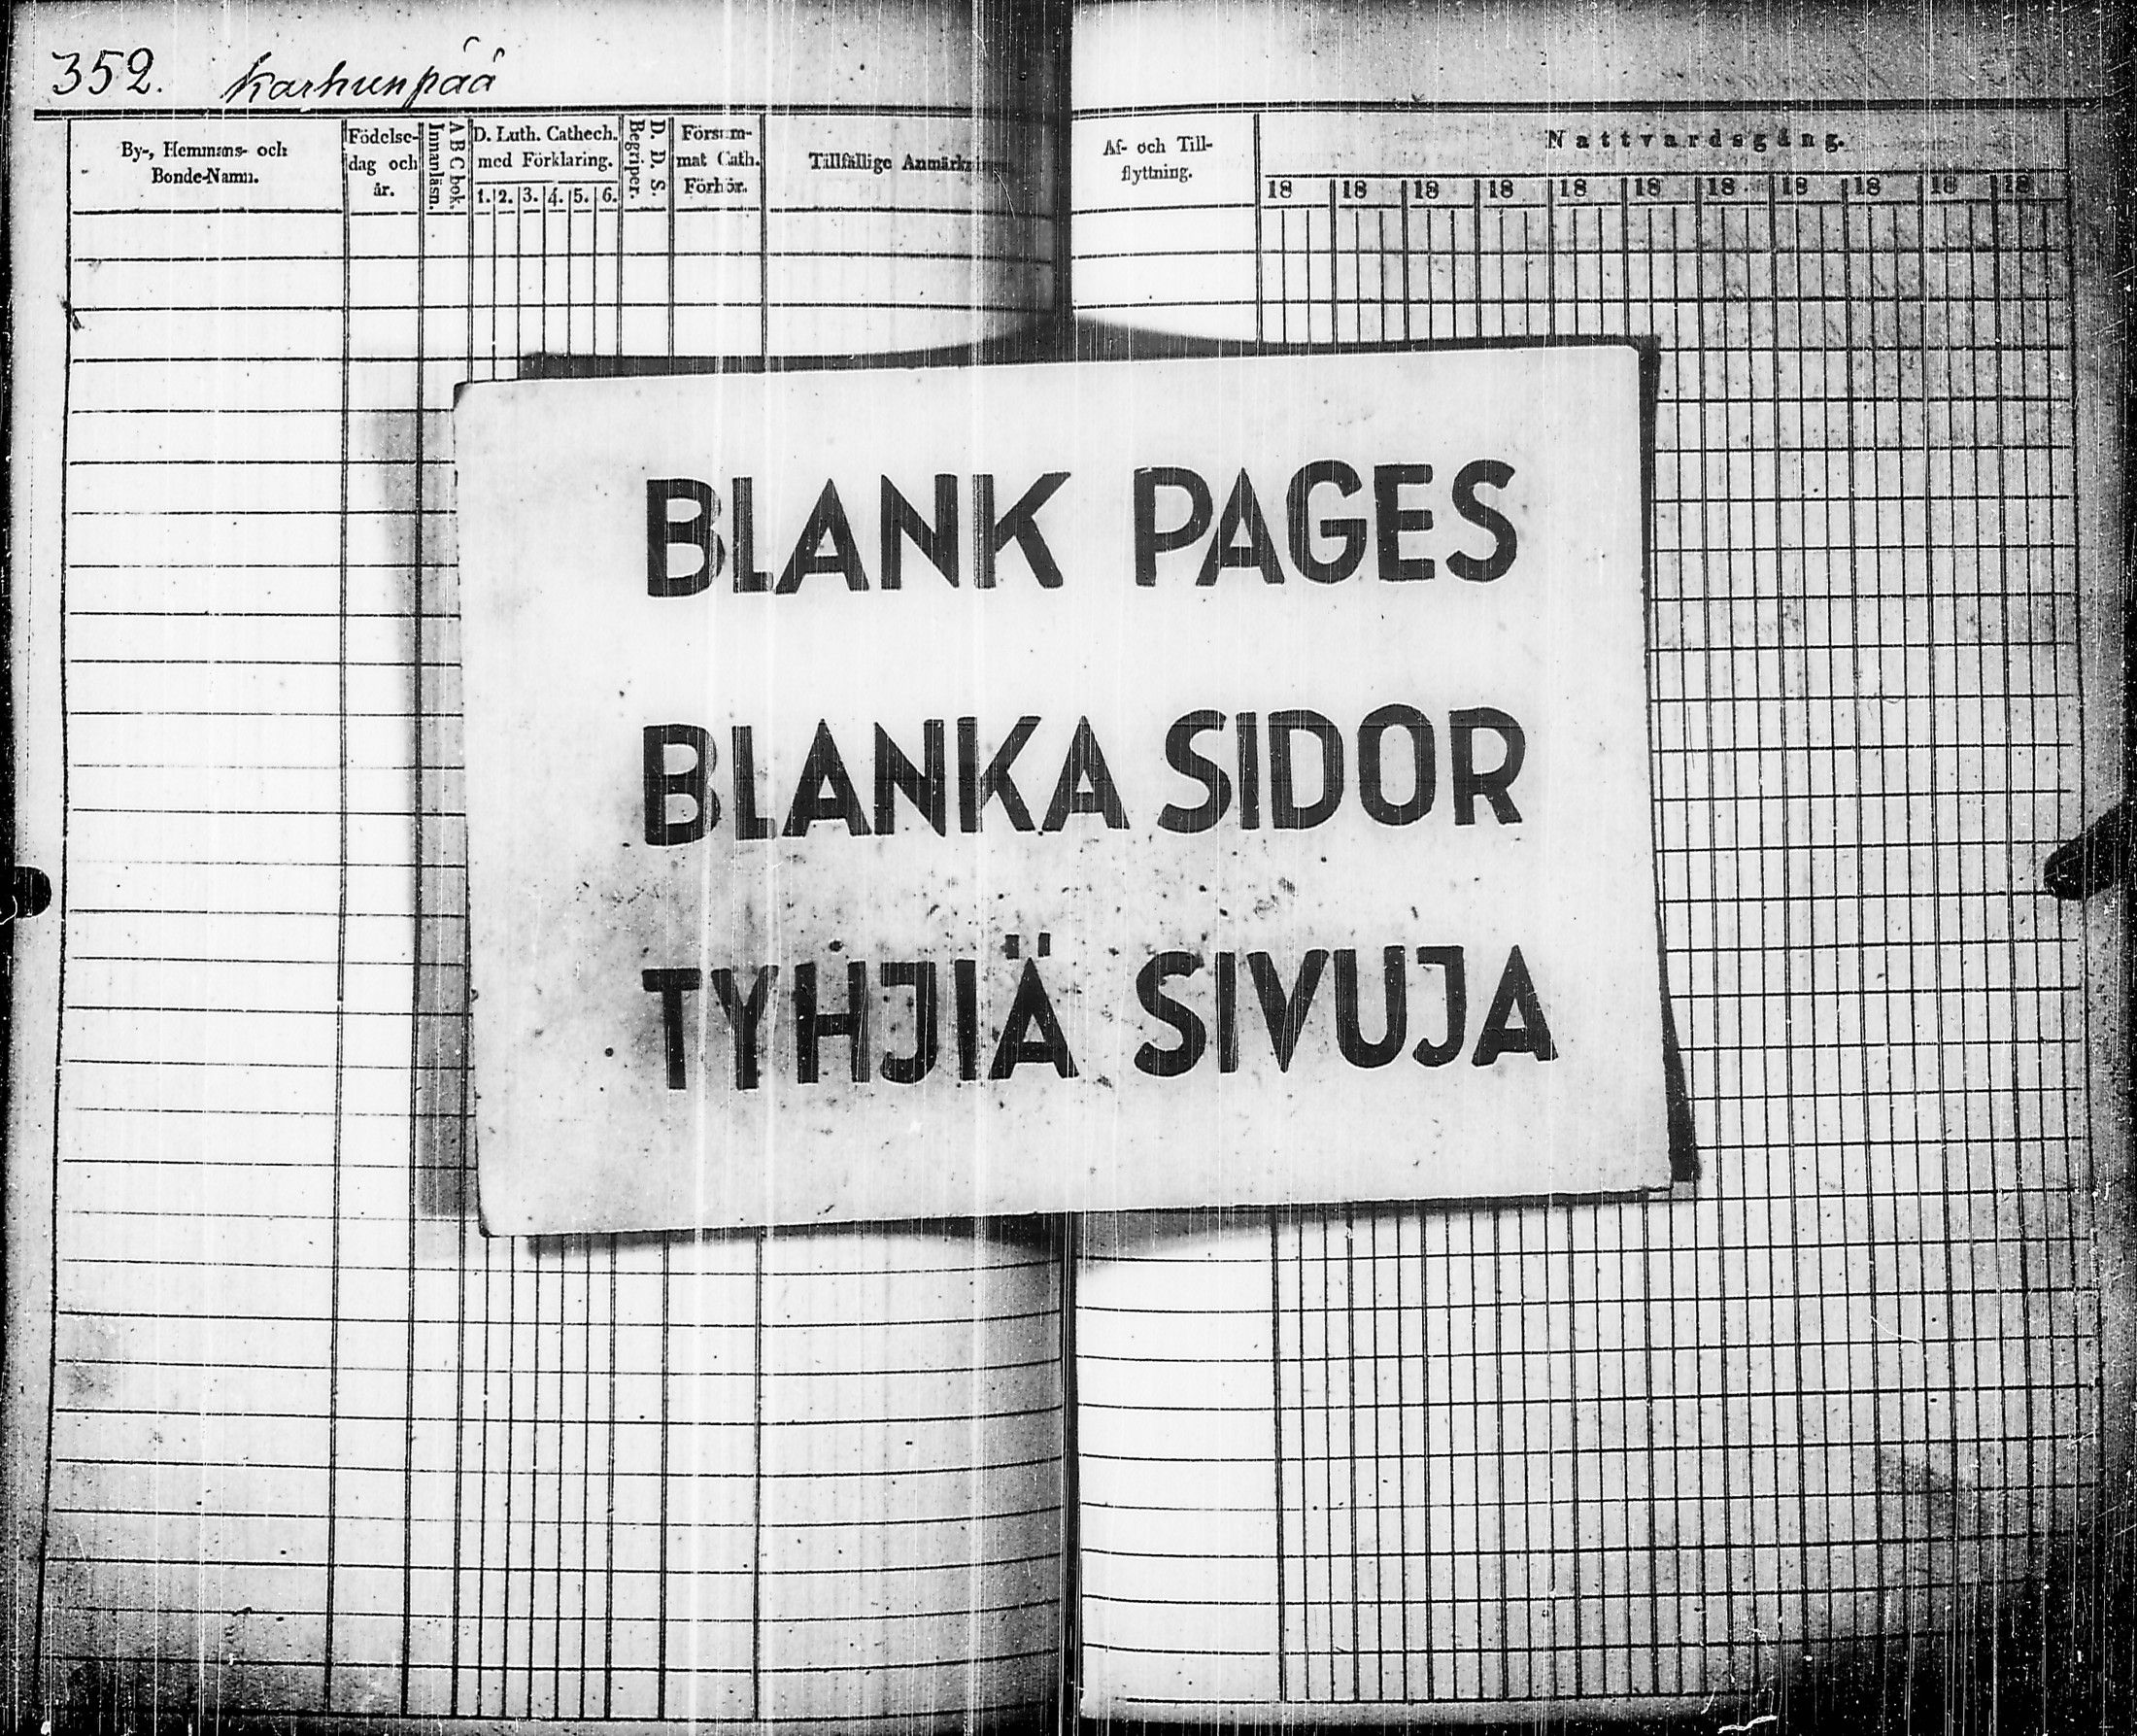 352. Karhunpää
By-, Hemmans- och
Bonde-Namn.
Födelse-
dag och
år.
Innanläsn.
A B C bok.
D. Luth. Cathech.
med Förklaring.
1. 2. 3. 4. 5. 6.
Begriper.
D. D. S.
Försum-
mat Cath.
Förhör.
Tillfällige Anmärkningar
Af- och Till-
flyttning.
Nattvardsgång.
18 18 18 18 18 18 18 18 18 18 18
BLANK PAGES
BLANKA SIDOR
TYHJIÄ SIVUJA